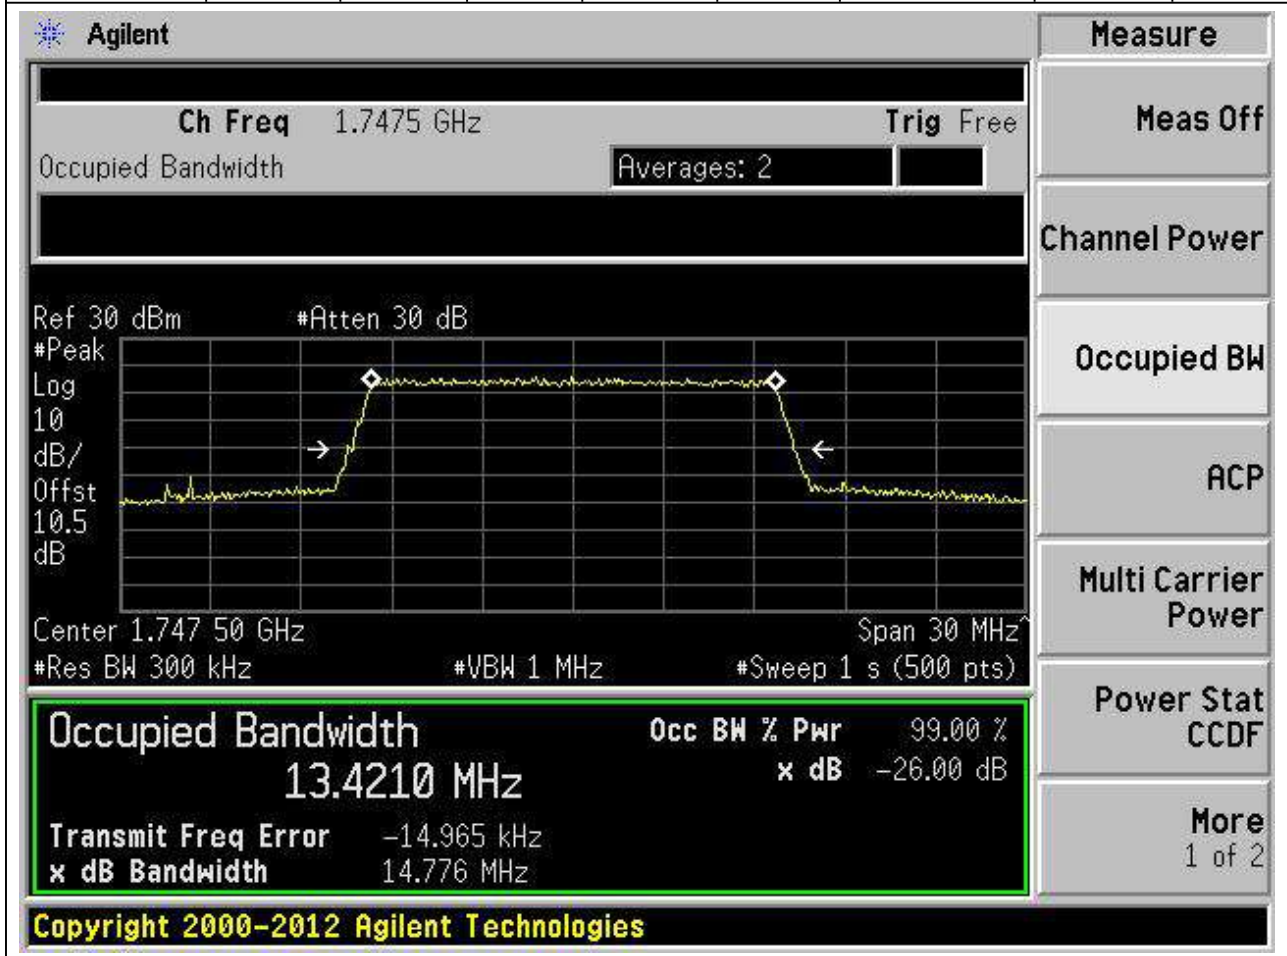 Agilent
Measure
Ch Freq 1.7475 GHz Trig Free
Occupied Bandwidth Averages: 2
Meas Off
Channel Power
Occupied BW
ACP
Multi Carrier
Power
Power Stat
CCDF
More
1 of 2
Ref 30 dBm #Atten 30 dB
#Peak
Log
10
dB/
Offst
10.5
dB
Center 1.747 50 GHz Span 30 MHz^
#Res BW 300 kHz #VBW 1 MHz #Sweep 1 s (500 pts)
Occupied Bandwidth Occ BW % Pwr 99.00 %
13.4210 MHz x dB -26.00 dB
Transmit Freq Error -14.965 kHz
x dB Bandwidth 14.776 MHz
Copyright 2000-2012 Agilent Technologies